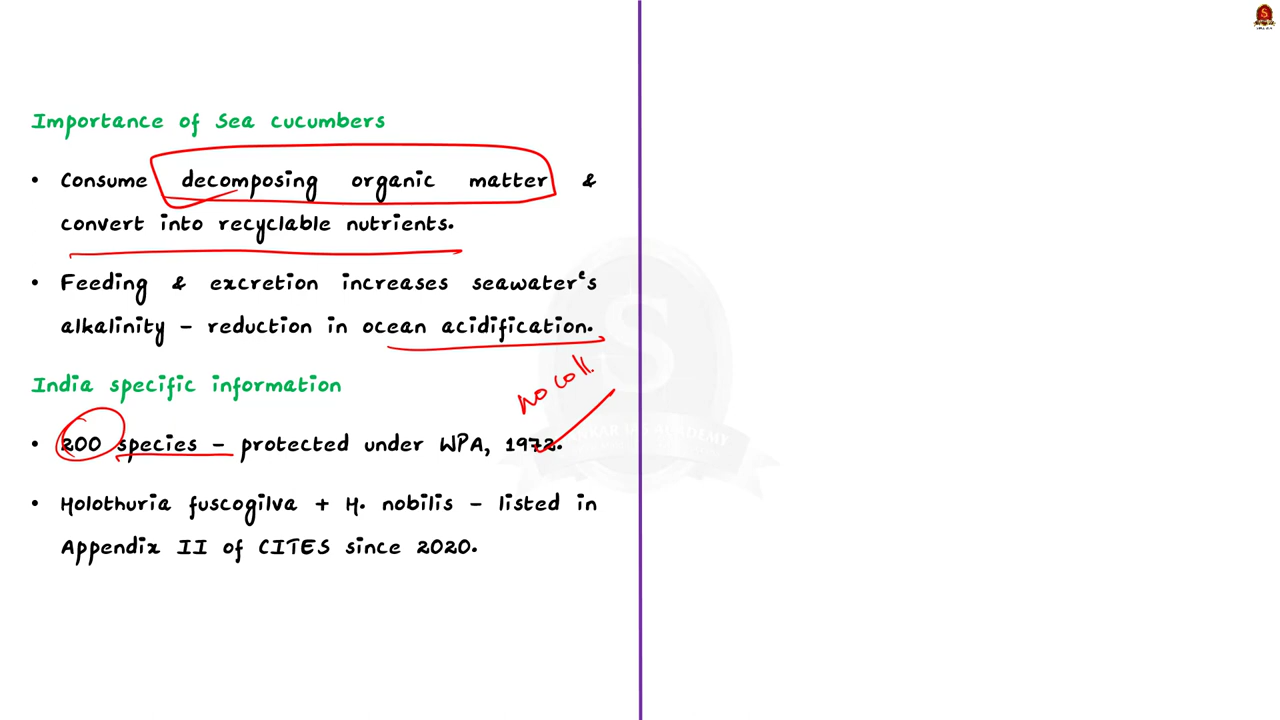 Importance of Sea cucumbers
• Consume decomposing organic matter &
convert into recyclable nutrients.
• Feeding & excretion increases seawater's
alkalinity - reduction in ocean acidification.
no coll.
India specific information
• 200 species - protected under WPA, 1972.
• Holothuria fuscogilva + H. nobilis - listed in
Appendix II of CITES since 2020.